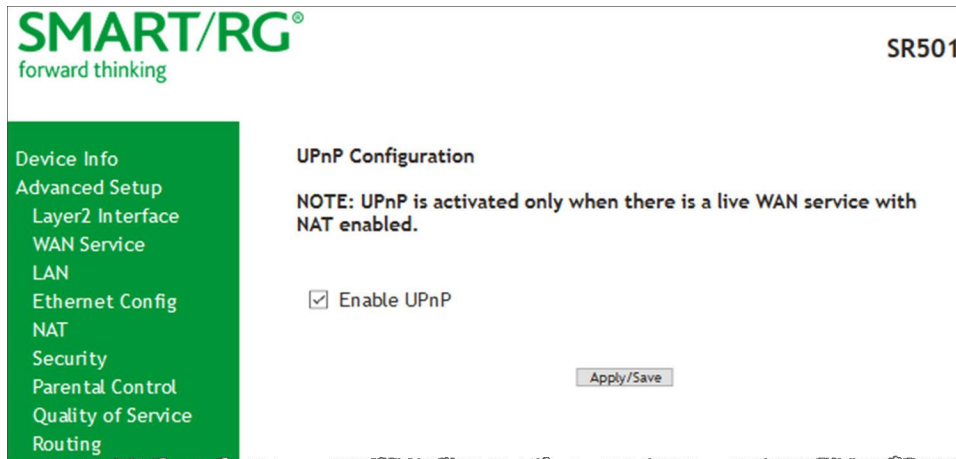 SMART/RG®
forward thinking
SR501
Device Info
Advanced Setup
Layer2 Interface
WAN Service
LAN
Ethernet Config
NAT
Security
Parental Control
Quality of Service
Routing
UPnP Configuration
NOTE: UPnP is activated only when there is a live WAN service with
NAT enabled.
Enable UPnP
Apply/Save